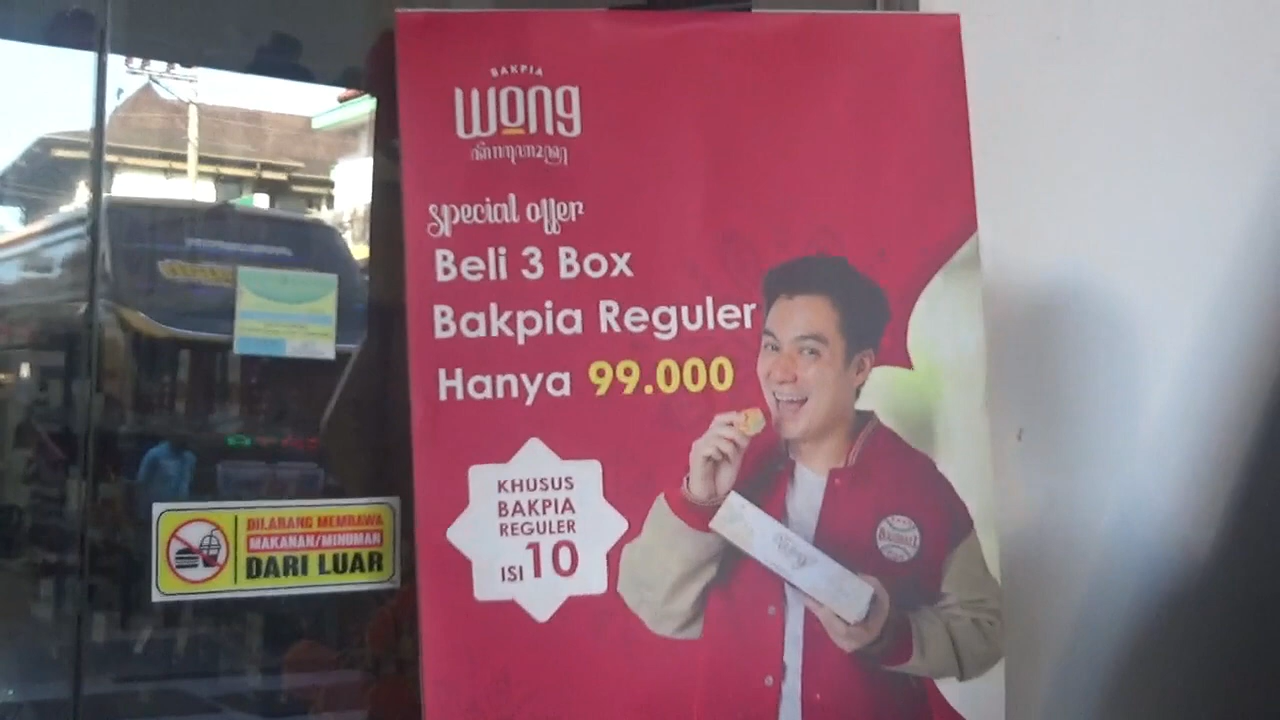 BAKPIA
wong
special offer
Beli 3 Box
Bakpia Reguler
Hanya 99.000
KHUSUS
BAKPIA
REGULER
ISI 10
DILARANG MEMBAWA
MAKANAN/MINUMAN
DARI LUAR